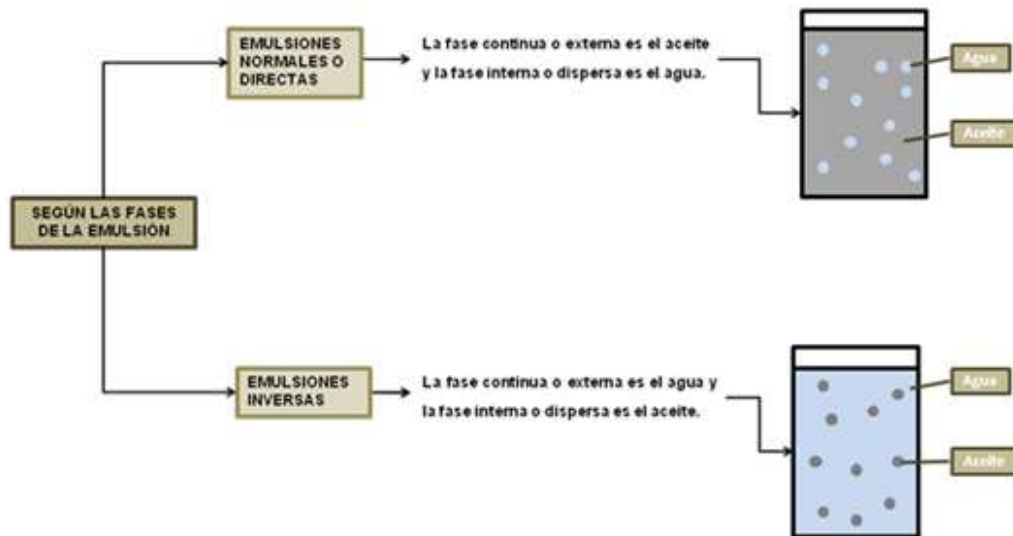 EMULSIONES
NORMALES O
DIRECTAS
La fase continua o externa es el aceite
y la fase interna o dispersa es el agua.
Agua
Aceite
SEGÚN LAS FASES
DE LA EMULSIÓN
EMULSIONES
INVERSAS
La fase continua o externa es el agua y
la fase interna o dispersa es el aceite.
Agua
Aceite